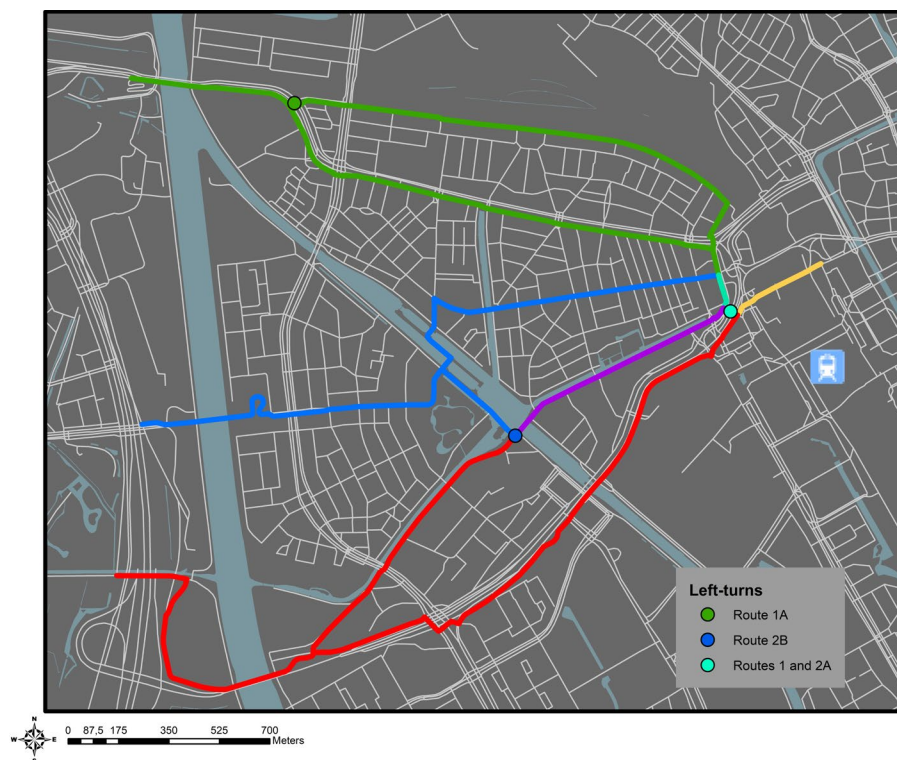 Left-turns
Route 1A
Route 2B
Routes 1 and 2A
N
W E
0 87,5 175 350 525 700
Meters